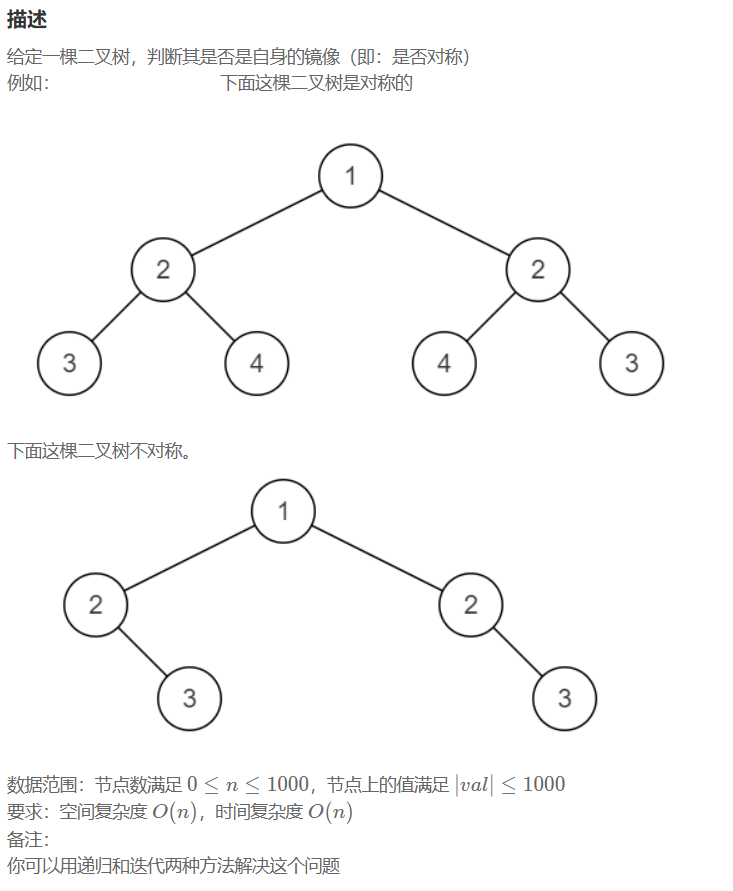 描述
给定一棵二叉树，判断其是否是自身的镜像（即：是否对称）
例如： 下面这棵二叉树是对称的
1
2 2
3 4 4 3
下面这棵二叉树不对称。
1
2 2
3 3
数据范围：节点数满足 0 ≤ n ≤ 1000，节点上的值满足 |val| ≤ 1000
要求：空间复杂度 O(n)，时间复杂度 O(n)
备注：
你可以用递归和迭代两种方法解决这个问题